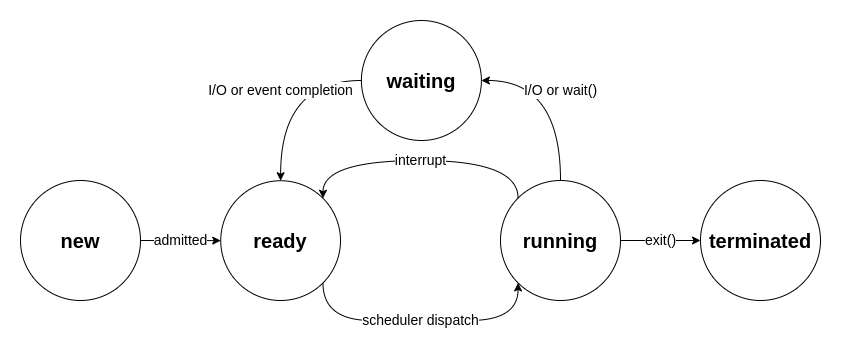 waiting
I/O or event completion
I/O or wait()
interrupt
new
admitted
ready
running
exit()
terminated
scheduler dispatch